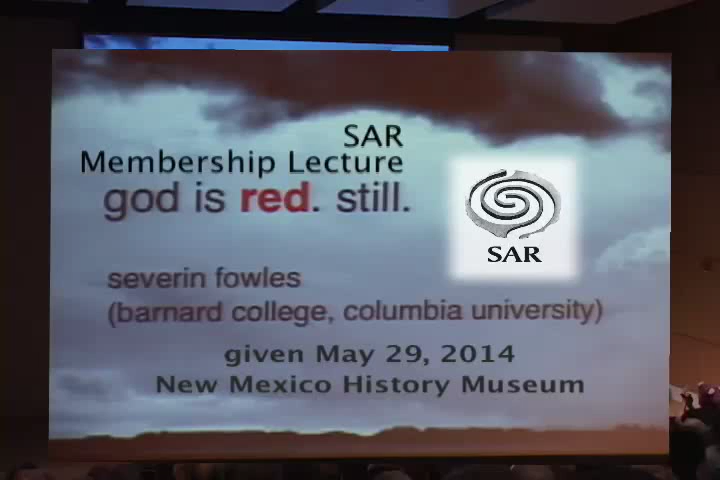 SAR
Membership Lecture
god is red. still.
SAR
severin fowles
(barnard college, columbia university)
given May 29, 2014
New Mexico History Museum